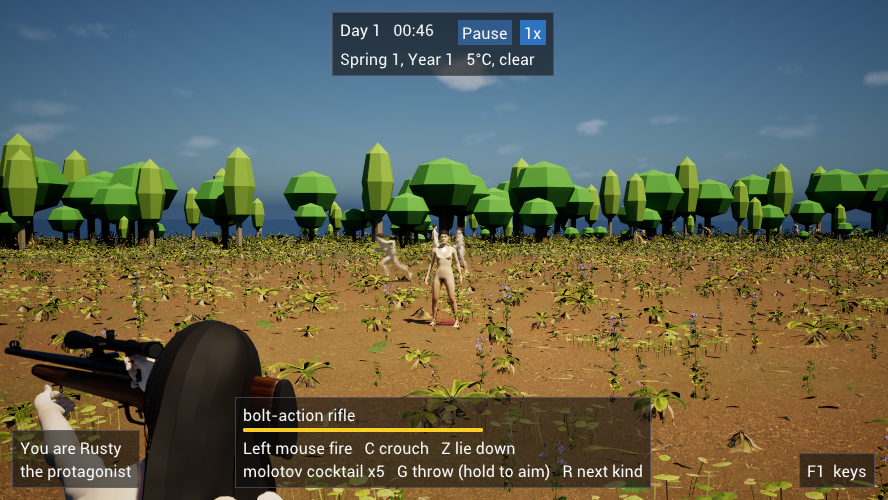 Day 1 00:46 Pause 1x
Spring 1, Year 1 5°C, clear
bolt-action rifle
Left mouse fire C crouch Z lie down
molotov cocktail x5 G throw (hold to aim) R next kind
You are Rusty
the protagonist
F1 keys